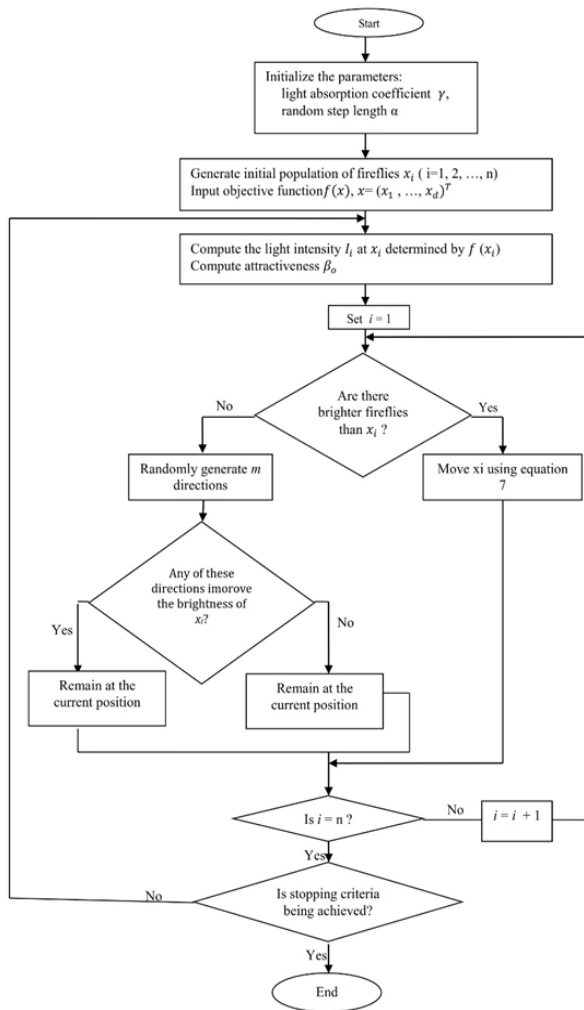 Start
Initialize the parameters:
light absorption coefficient γ,
random step length α
Generate initial population of fireflies xᵢ ( i=1, 2, …, n)
Input objective function f(x), x= (x₁ , …, x_d)ᵀ
Compute the light intensity Iᵢ at xᵢ determined by f (xᵢ)
Compute attractiveness βₒ
Set i = 1
Are there
brighter fireflies
than xᵢ ?
No
Yes
Randomly generate m
directions
Move xi using equation
7
Any of these
directions imorove
the brightness of
xᵢ?
Yes
No
Remain at the
current position
Remain at the
current position
Is i = n ?
No
i = i + 1
Yes
Is stopping criteria
being achieved?
No
Yes
End